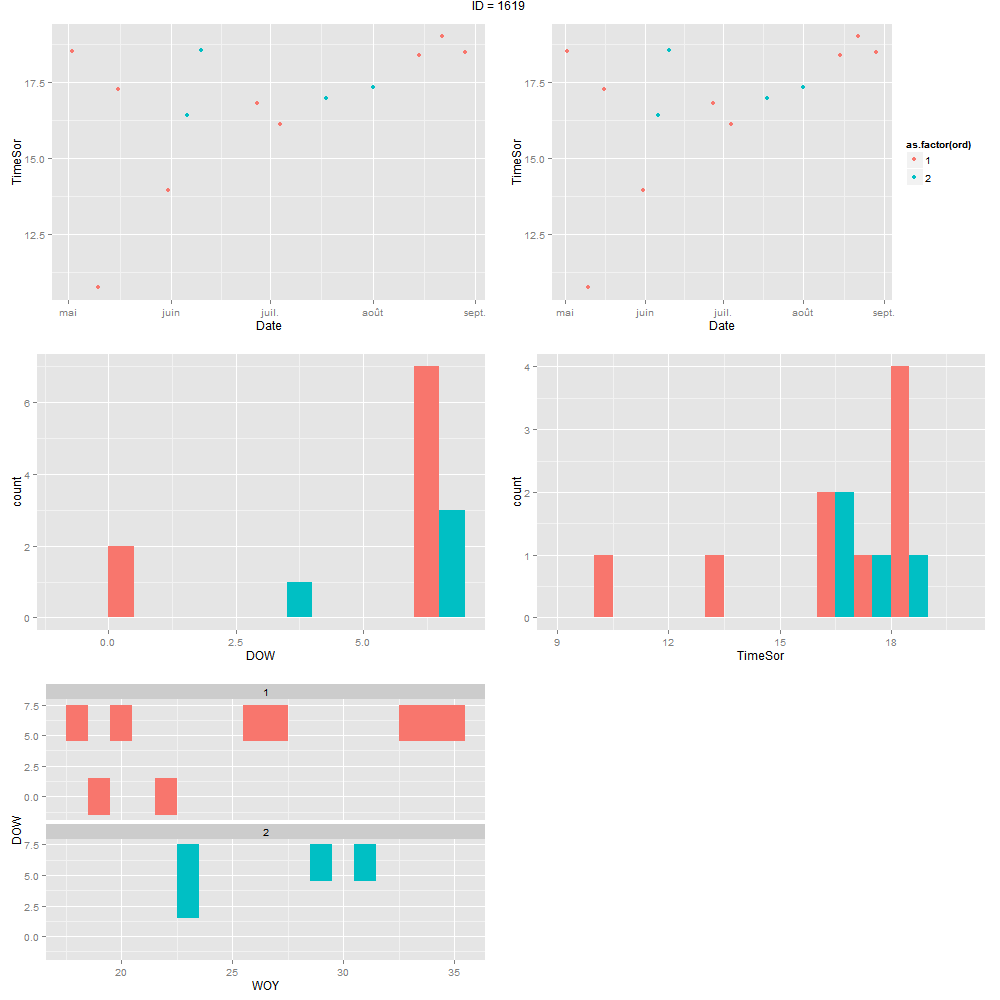 ID = 1619
TimeSor
17.5
15.0
12.5
mai
juin
juil.
août
sept.
Date
TimeSor
17.5
15.0
12.5
mai
juin
juil.
août
sept.
Date
as.factor(ord)
1
2
count
6
4
2
0
0.0
2.5
5.0
DOW
count
4
3
2
1
0
9
12
15
18
TimeSor
DOW
1
7.5
5.0
2.5
0.0
2
7.5
5.0
2.5
0.0
20
25
30
35
WOY